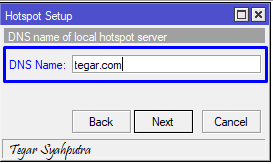 Hotspot Setup
DNS name of local hotspot server
DNS Name: tegar.com
Back Next Cancel
Tegar Syahputra